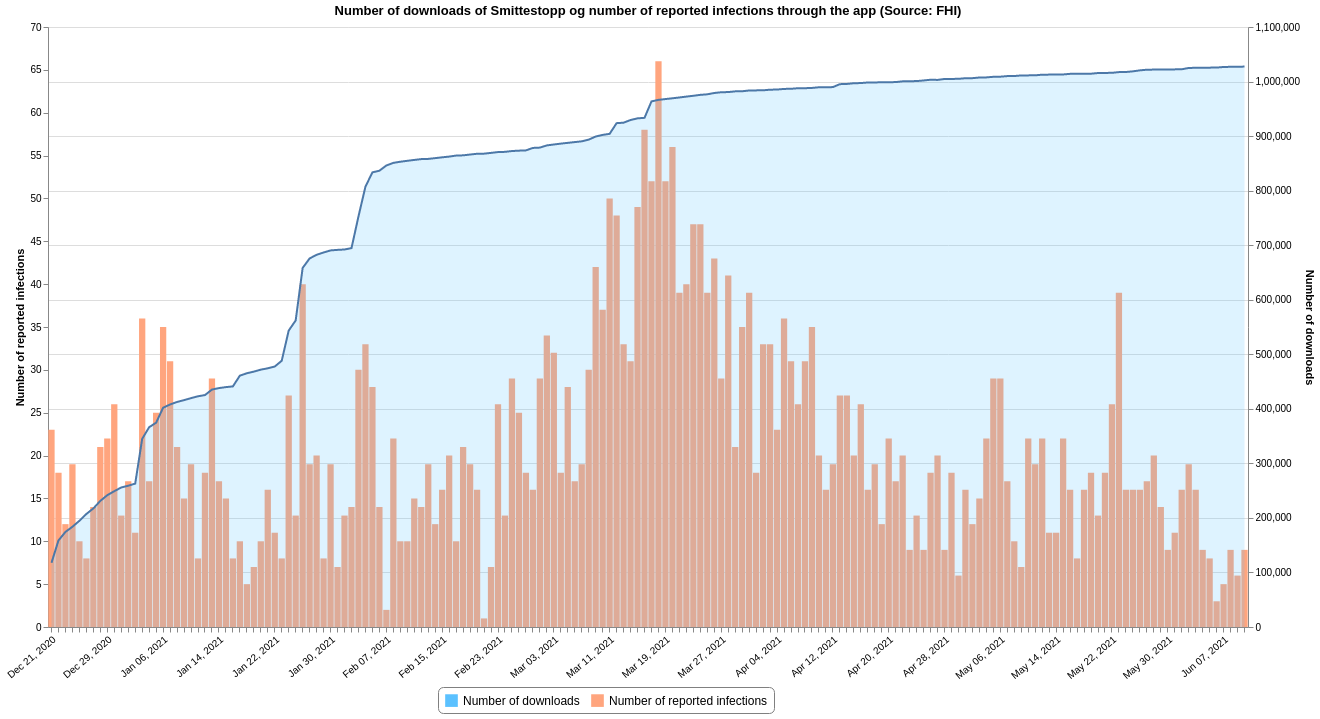 Number of downloads of Smittestopp og number of reported infections through the app (Source: FHI)
70
65
60
55
50
45
40
35
30
25
20
15
10
5
0
Number of reported infections
1,100,000
1,000,000
900,000
800,000
700,000
600,000
500,000
400,000
300,000
200,000
100,000
0
Number of downloads
Dec 21, 2020
Dec 29, 2020
Jan 06, 2021
Jan 14, 2021
Jan 22, 2021
Jan 30, 2021
Feb 07, 2021
Feb 15, 2021
Feb 23, 2021
Mar 03, 2021
Mar 11, 2021
Mar 19, 2021
Mar 27, 2021
Apr 04, 2021
Apr 12, 2021
Apr 20, 2021
Apr 28, 2021
May 06, 2021
May 14, 2021
May 22, 2021
May 30, 2021
Jun 07, 2021
Number of downloads
Number of reported infections